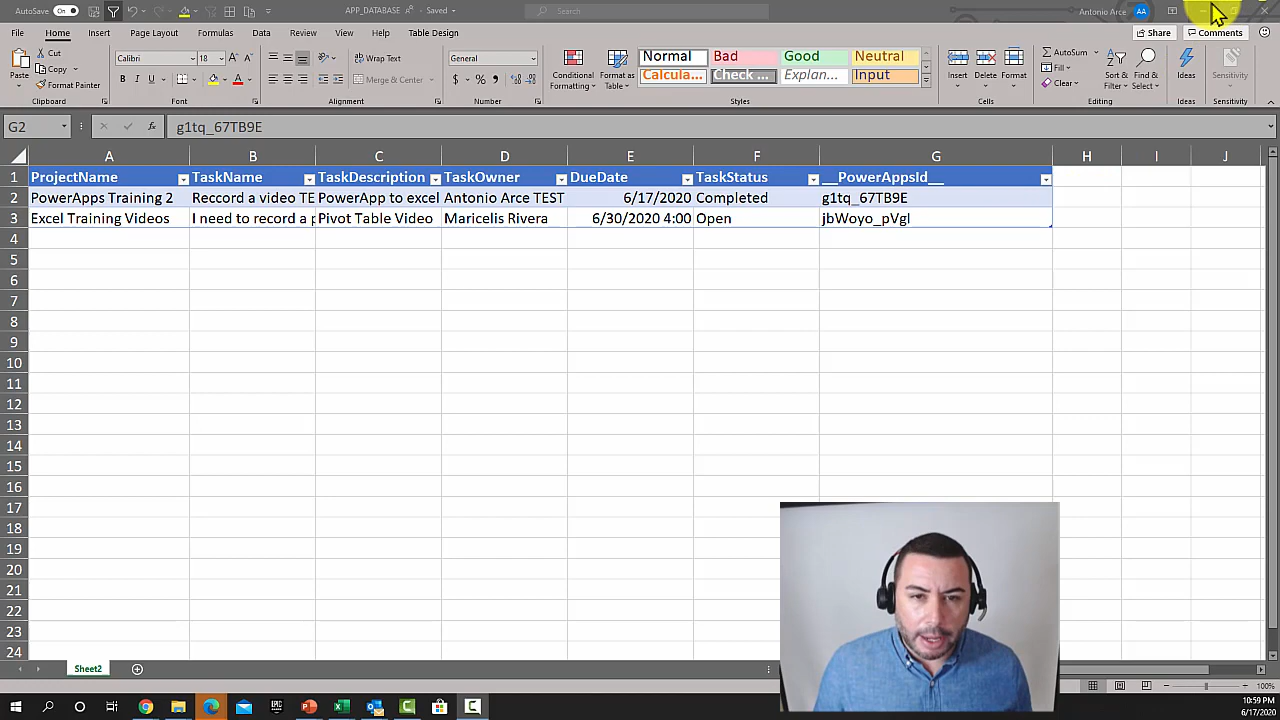 AutoSave On APP_DATABASE - Saved Search Antonio Arce AA
File Home Insert Page Layout Formulas Data Review View Help Table Design Share Comments
Paste Cut Copy Format Painter Clipboard
Calibri 18 A A B I U A Font
Wrap Text Merge & Center Alignment
General $ % Number
Conditional Formatting Format as Table
Normal Bad Good Neutral
Calcula... Check ... Explan... Input
Styles
Insert Delete Format Cells
AutoSum Fill Clear Sort & Filter Find & Select Editing
Ideas Ideas
Sensitivity Sensitivity
G2 fx g1tq_67TB9E
A B C D E F G H I J
1 ProjectName TaskName TaskDescription TaskOwner DueDate TaskStatus __PowerAppsId__
2 PowerApps Training 2 Reccord a video TE PowerApp to excel Antonio Arce TEST 6/17/2020 Completed g1tq_67TB9E
3 Excel Training Videos I need to record a p Pivot Table Video Maricelis Rivera 6/30/2020 4:00 Open jbWoyo_pVgI
4
5
6
7
8
9
10
11
12
13
14
15
16
17
18
19
20
21
22
23
24
Sheet2
100%
10:59 PM
6/17/2020